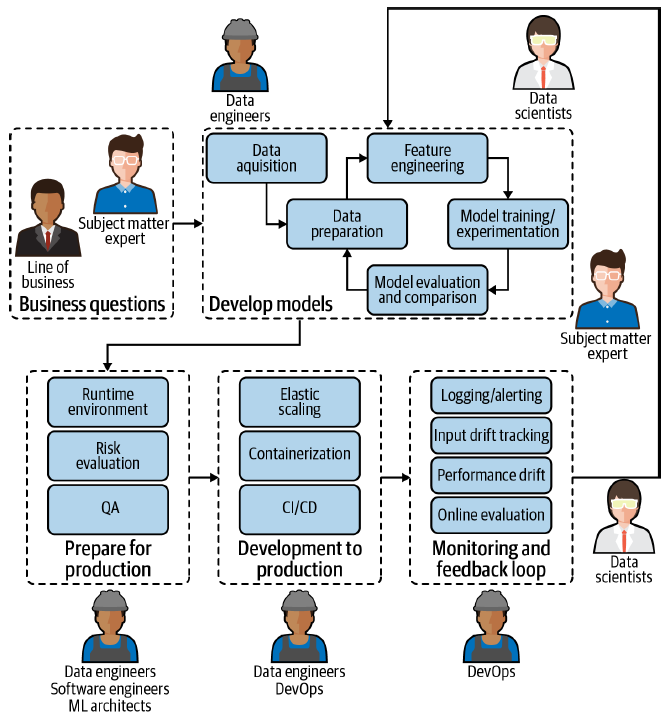 Data
engineers
Data
scientists
Subject matter
expert
Line of
business
Business questions
Data
aquisition
Feature
engineering
Data
preparation
Model training/
experimentation
Model evaluation
and comparison
Develop models
Subject matter
expert
Runtime
environment
Risk
evaluation
QA
Prepare for
production
Elastic
scaling
Containerization
CI/CD
Development to
production
Logging/alerting
Input drift tracking
Performance drift
Online evaluation
Monitoring and
feedback loop
Data
scientists
Data engineers
Software engineers
ML architects
Data engineers
DevOps
DevOps